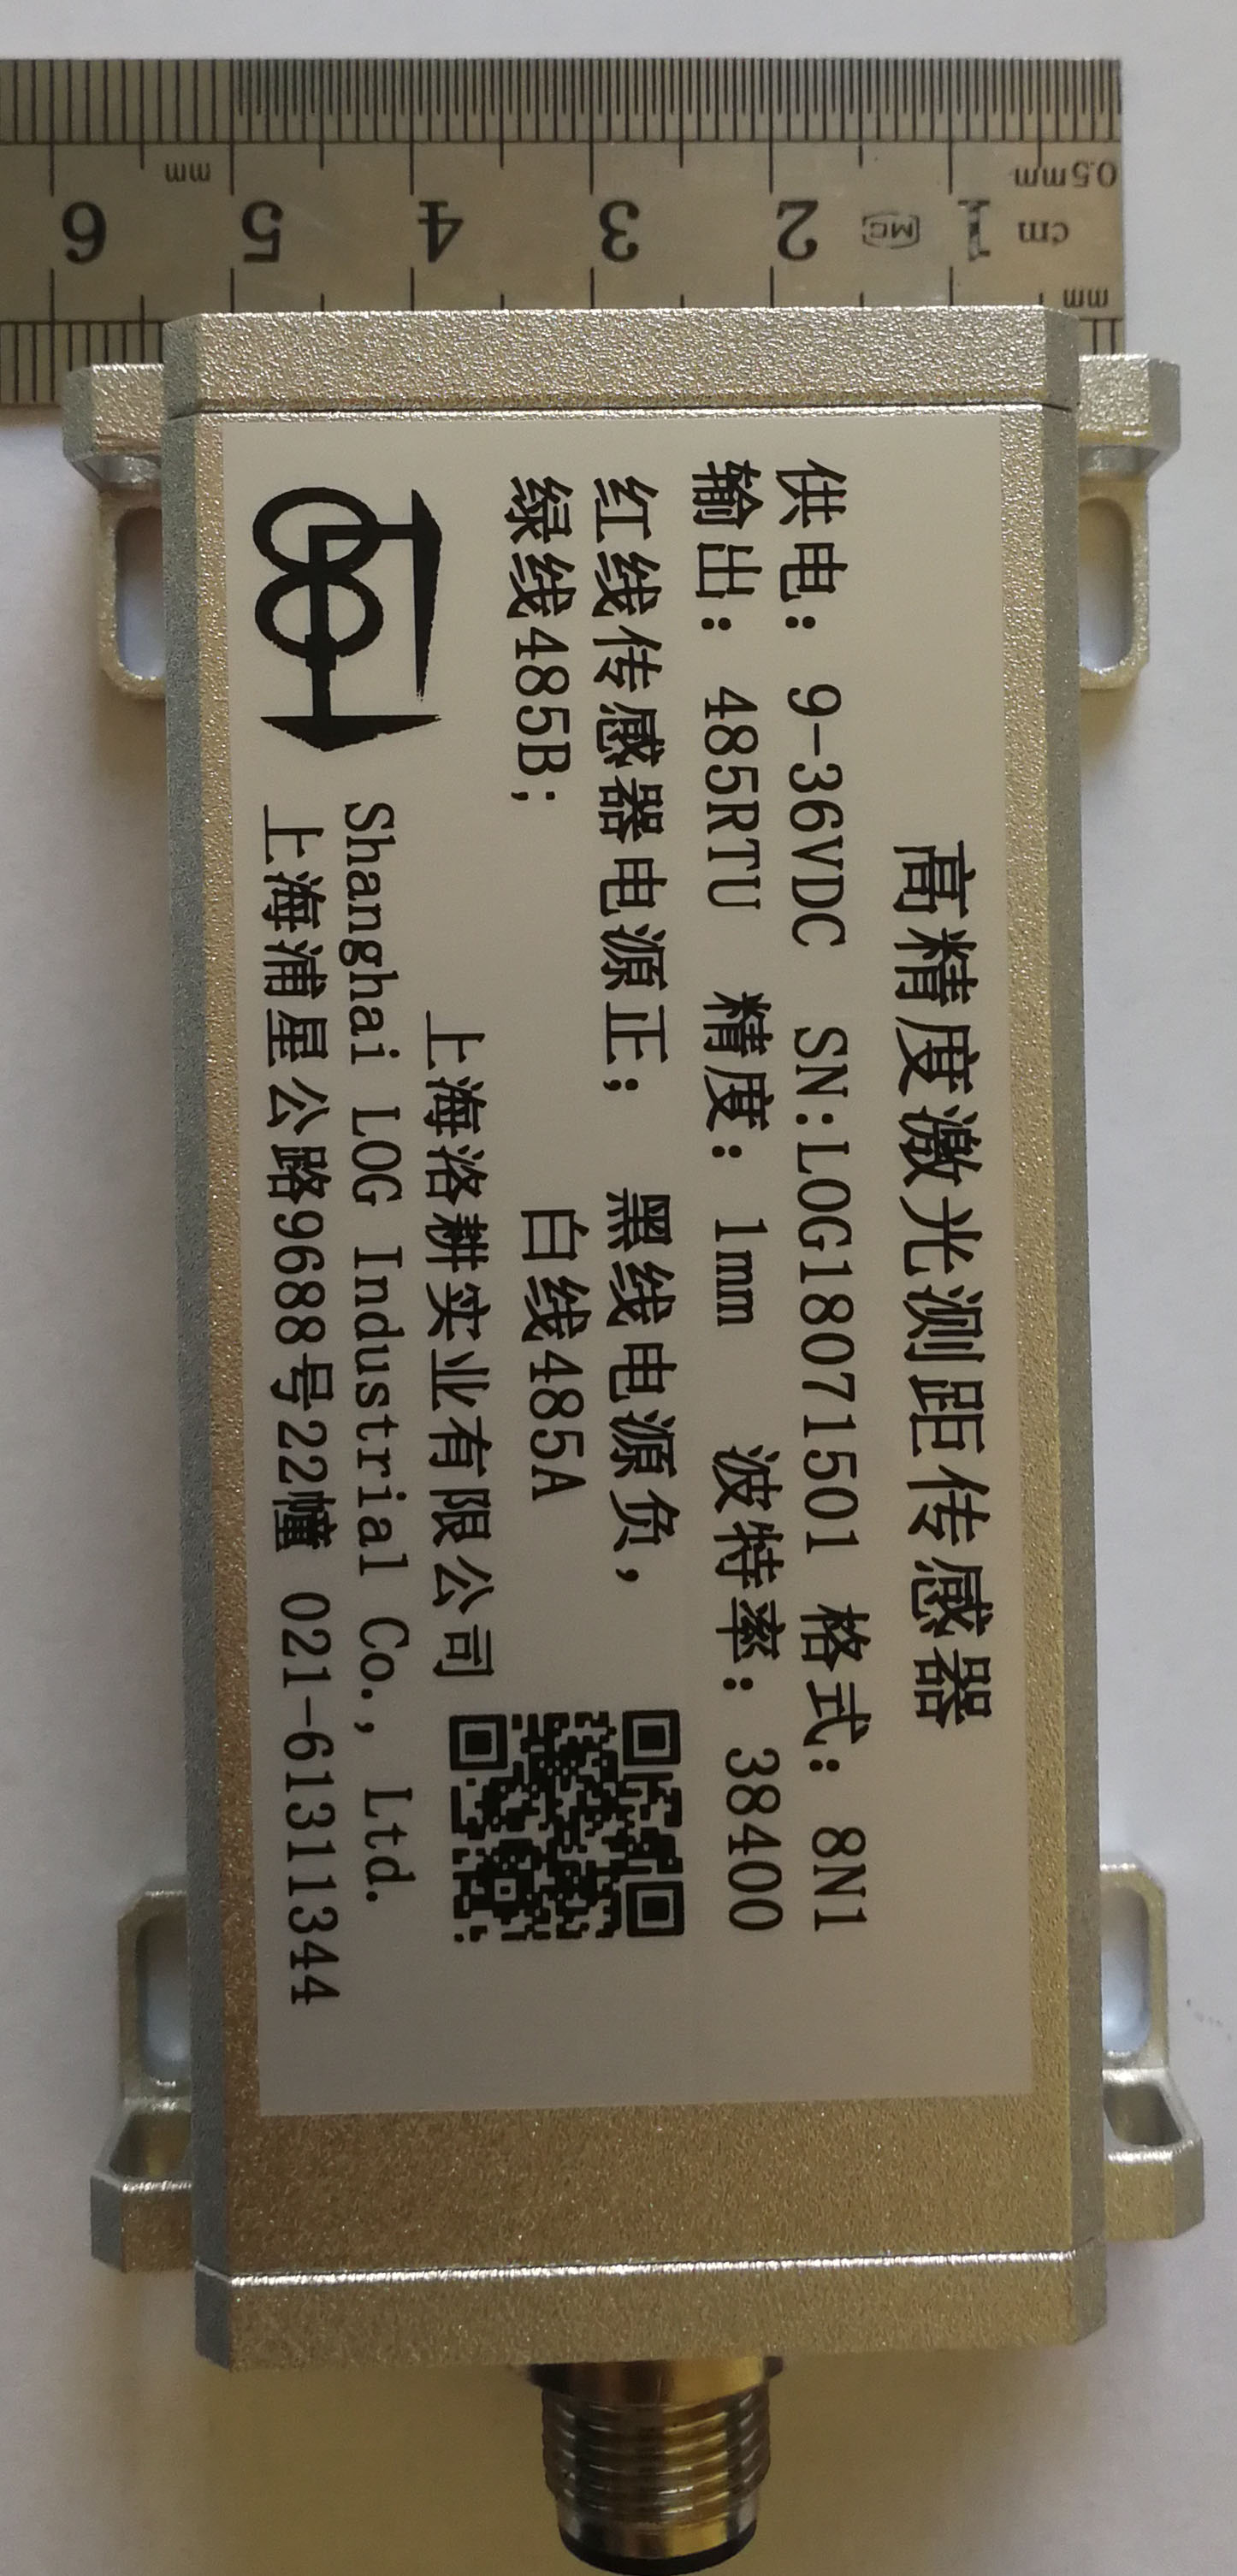 高精度激光测距传感器
供电：9-36VDC SN:LOG18071501 格式：8N1
输出：485RTU 精度：1mm 波特率：38400
红线传感器电源正；黑线电源负，
绿线485B； 白线485A
上海洛耕实业有限公司
Shanghai LOG Industrial Co., Ltd.
上海浦星公路9688号22幢 021-61311344
0.5mm mm
cm 1 MC 2 3 4 5 6
mm